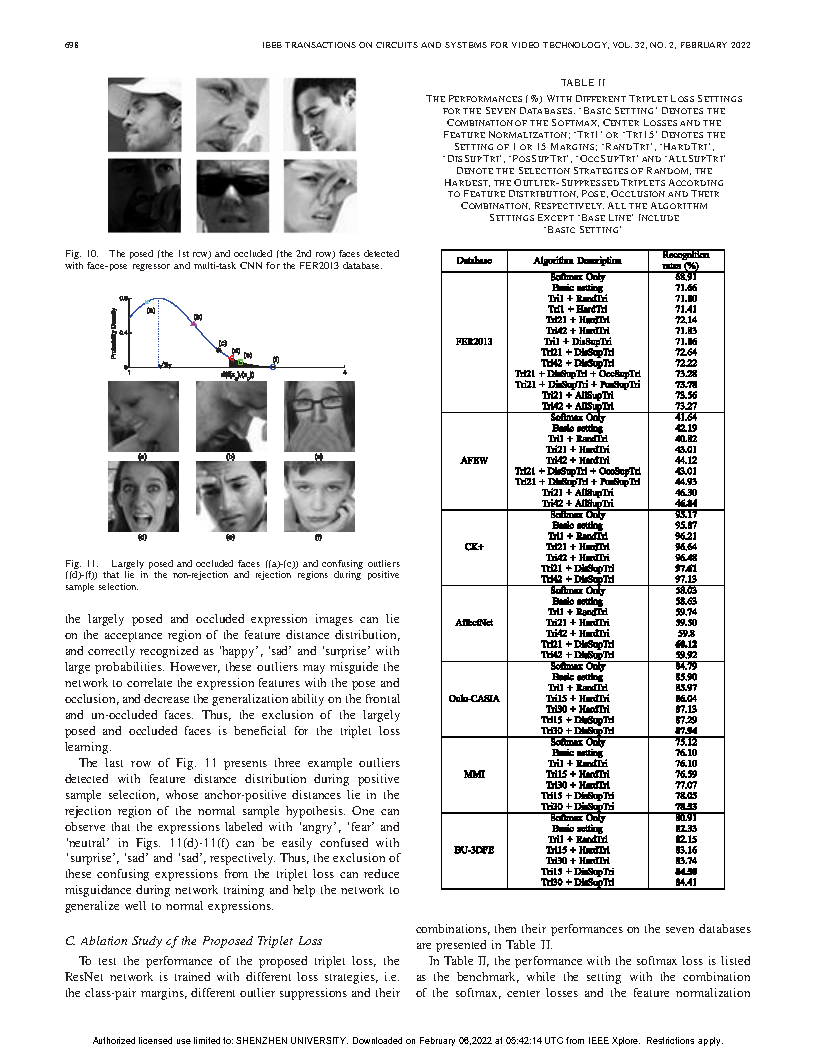 698
IEEE TRANSACTIONS ON CIRCUITS AND SYSTEMS FOR VIDEO TECHNOLOGY, VOL. 32, NO. 2, FEBRUARY 2022
Fig. 10. The posed (the 1st row) and occluded (the 2nd row) faces detected
with face-pose regressor and multi-task CNN for the FER2013 database.
Probability Density
0.8
0.4
1
4
(a)
(b)
(c)
(d)
(e)
(f)
(a)
(b)
(c)
(d)
(e)
(f)
Fig. 11. Largely posed and occluded faces ((a)-(c)) and confusing outliers
((d)-(f)) that lie in the non-rejection and rejection regions during positive
sample selection.
the largely posed and occluded expression images can lie
on the acceptance region of the feature distance distribution,
and correctly recognized as 'happy', 'sad' and 'surprise' with
large probabilities. However, these outliers may misguide the
network to correlate the expression features with the pose and
occlusion, and decrease the generalization ability on the frontal
and un-occluded faces. Thus, the exclusion of the largely
posed and occluded faces is beneficial for the triplet loss
learning.
The last row of Fig. 11 presents three example outliers
detected with feature distance distribution during positive
sample selection, whose anchor-positive distances lie in the
rejection region of the normal sample hypothesis. One can
observe that the expressions labeled with 'angry', 'fear' and
'neutral' in Figs. 11(d)-11(f) can be easily confused with
'surprise', 'sad' and 'sad', respectively. Thus, the exclusion of
these confusing expressions from the triplet loss can reduce
misguidance during network training and help the network to
generalize well to normal expressions.
C. Ablation Study of the Proposed Triplet Loss
To test the performance of the proposed triplet loss, the
ResNet network is trained with different loss strategies, i.e.
the class-pair margins, different outlier suppressions and their
TABLE II
THE PERFORMANCES (%) WITH DIFFERENT TRIPLET LOSS SETTINGS
FOR THE SEVEN DATABASES. 'BASIC SETTING' DENOTES THE
COMBINATION OF THE SOFTMAX, CENTER LOSSES AND THE
FEATURE NORMALIZATION; 'TRI1' OR 'TRI15' DENOTES THE
SETTING OF 1 OR 15 MARGINS; 'RANDTRI', 'HARDTRI',
'DISSUPTRI', 'POSSUPTRI', 'OCCSUPTRI' AND 'ALLSUPTRI'
DENOTE THE SELECTION STRATEGIES OF RANDOM, THE
HARDEST, THE OUTLIER-SUPPRESSED TRIPLETS ACCORDING
TO FEATURE DISTRIBUTION, POSE, OCCLUSION AND THEIR
COMBINATION, RESPECTIVELY. ALL THE ALGORITHM
SETTINGS EXCEPT 'BASE LINE' INCLUDE
'BASIC SETTING'
Database Algorithm Description Recognition rates (%)
FER2013
Softmax Only 68.91
Basic setting 71.66
Tri1 + RandTri 71.80
Tri1 + HardTri 71.41
Tri21 + HardTri 72.14
Tri42 + HardTri 71.83
Tri1 + DisSupTri 71.86
Tri21 + DisSupTri 72.64
Tri42 + DisSupTri 72.22
Tri21 + DisSupTri + OccSupTri 73.28
Tri21 + DisSupTri + PosSupTri 73.78
Tri21 + AllSupTri 73.56
Tri42 + AllSupTri 73.27
AFEW
Softmax Only 41.64
Basic setting 42.19
Tri1 + RandTri 40.82
Tri21 + HardTri 43.01
Tri42 + HardTri 44.12
Tri21 + DisSupTri + OccSupTri 43.01
Tri21 + DisSupTri + PosSupTri 44.93
Tri21 + AllSupTri 46.30
Tri42 + AllSupTri 46.84
CK+
Softmax Only 93.17
Basic setting 95.87
Tri1 + RandTri 96.21
Tri21 + HardTri 96.64
Tri42 + HardTri 96.48
Tri21 + DisSupTri 97.61
Tri42 + DisSupTri 97.13
AffectNet
Softmax Only 58.03
Basic setting 58.63
Tri1 + RandTri 59.74
Tri21 + HardTri 59.50
Tri42 + HardTri 59.8
Tri21 + DisSupTri 60.12
Tri42 + DisSupTri 59.92
Oulu-CASIA
Softmax Only 84.79
Basic setting 85.90
Tri1 + RandTri 85.97
Tri15 + HardTri 86.04
Tri30 + HardTri 87.13
Tri15 + DisSupTri 87.29
Tri30 + DisSupTri 87.94
MMI
Softmax Only 75.12
Basic setting 76.10
Tri1 + RandTri 76.10
Tri15 + HardTri 76.59
Tri30 + HardTri 77.07
Tri15 + DisSupTri 78.05
Tri30 + DisSupTri 78.53
BU-3DFE
Softmax Only 80.91
Basic setting 82.33
Tri1 + RandTri 82.15
Tri15 + HardTri 83.16
Tri30 + HardTri 83.74
Tri15 + DisSupTri
Tri30 + DisSupTri 84.41
combinations, then their performances on the seven databases
are presented in Table II.
In Table II, the performance with the softmax loss is listed
as the benchmark, while the setting with the combination
of the softmax, center losses and the feature normalization
Authorized licensed use limited to: SHENZHEN UNIVERSITY. Downloaded on February 08,2022 at 05:42:14 UTC from IEEE Xplore. Restrictions apply.